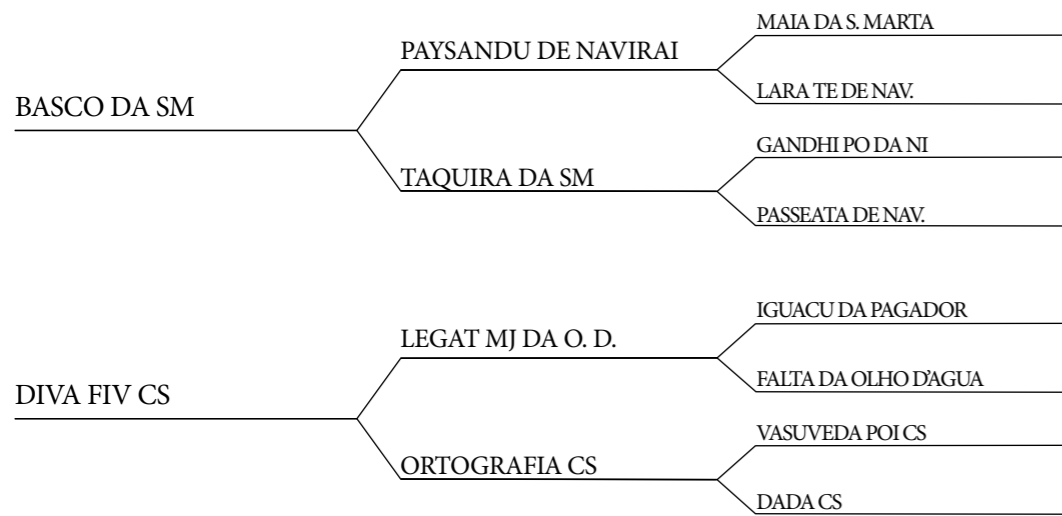 MAIA DA S. MARTA
PAYSANDU DE NAVIRAI
LARA TE DE NAV.
BASCO DA SM
GANDHI PO DA NI
TAQUIRA DA SM
PASSEATA DE NAV.
IGUACU DA PAGADOR
LEGAT MJ DA O. D.
FALTA DA OLHO D'AGUA
DIVA FIV CS
VASUVEDA POI CS
ORTOGRAFIA CS
DADA CS